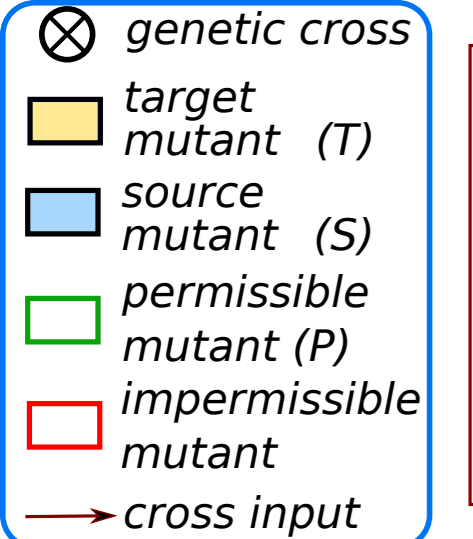 genetic cross
target
mutant (T)
source
mutant (S)
permissible
mutant (P)
impermissible
mutant
cross input